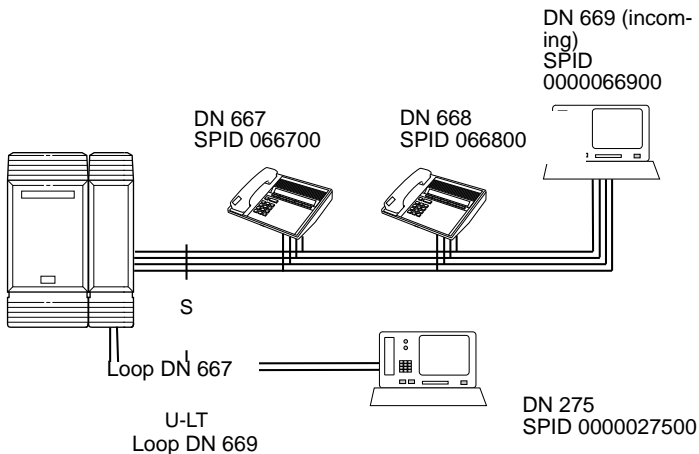 DN 669 (incom-
ing)
SPID
0000066900
DN 667
SPID 066700
DN 668
SPID 066800
S
Loop DN 667
U-LT
Loop DN 669
DN 275
SPID 0000027500